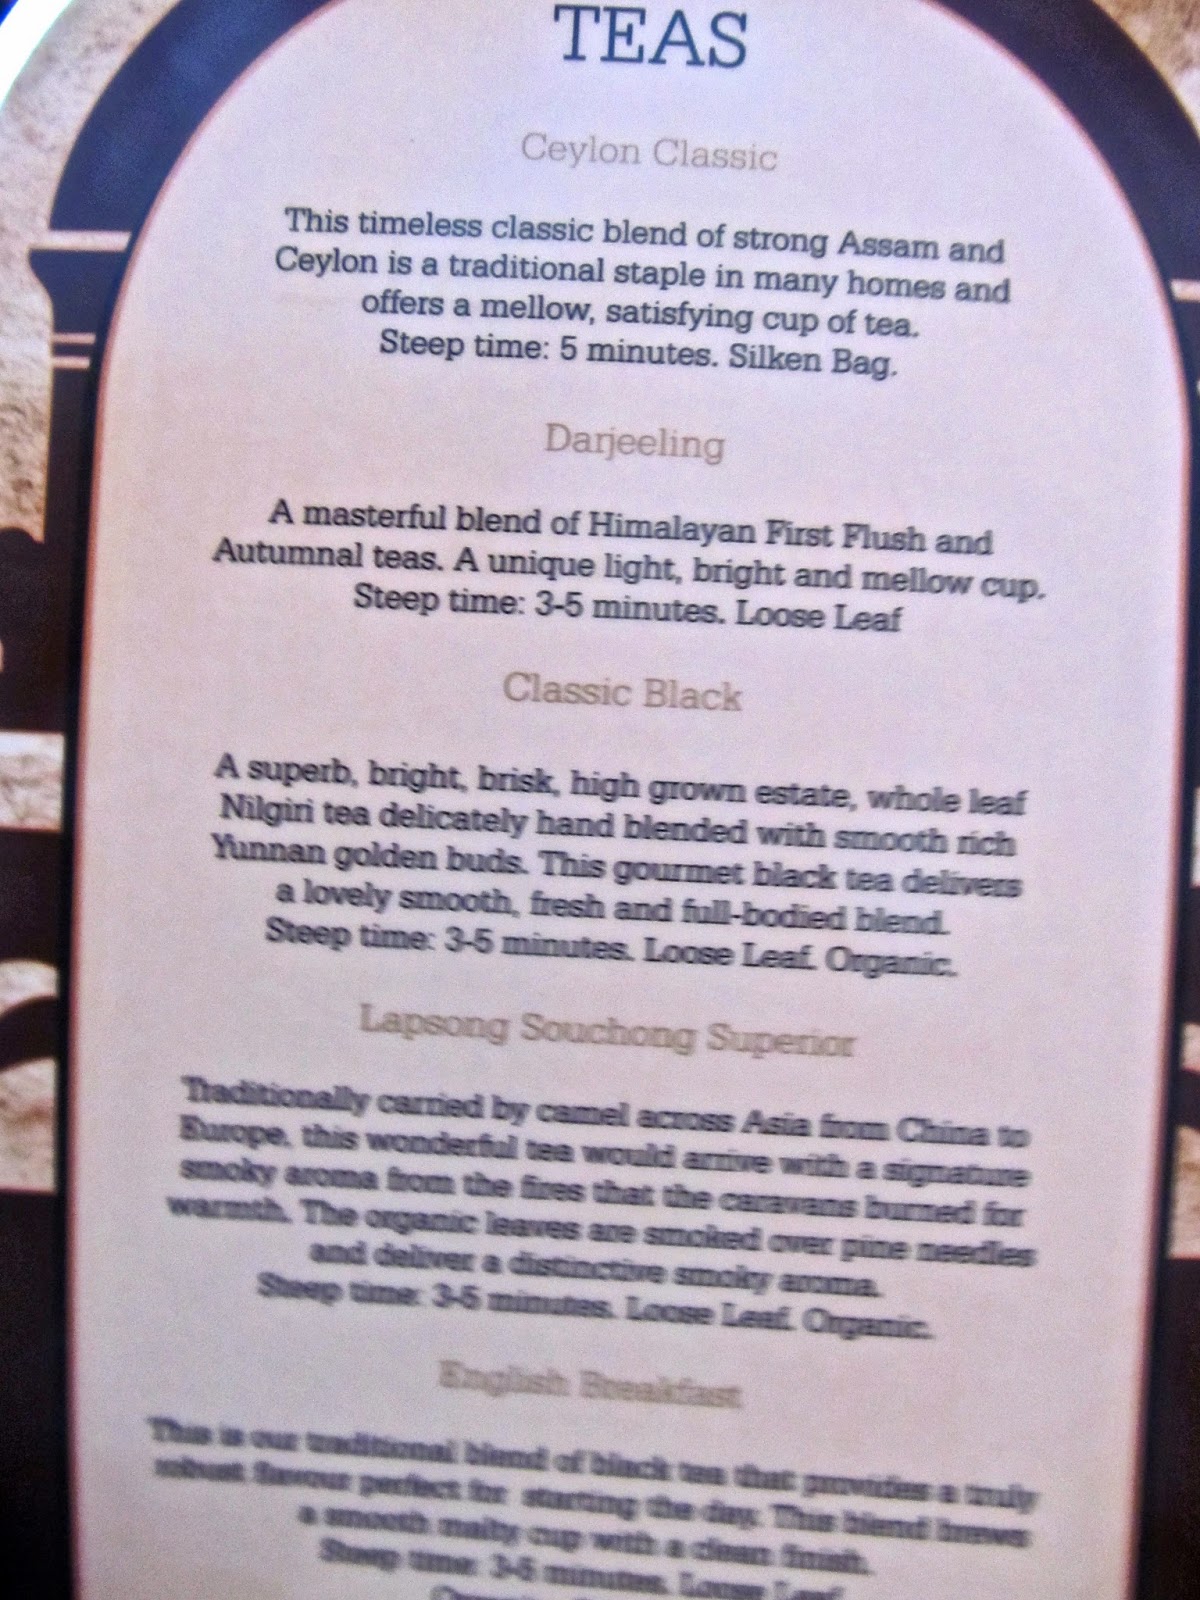 TEAS
Ceylon Classic
This timeless classic blend of strong Assam and
Ceylon is a traditional staple in many homes and
offers a mellow, satisfying cup of tea.
Steep time: 5 minutes. Silken Bag.
Darjeeling
A masterful blend of Himalayan First Flush and
Autumnal teas. A unique light, bright and mellow cup.
Steep time: 3-5 minutes. Loose Leaf
Classic Black
A superb, bright, brisk, high grown estate, whole leaf
Nilgiri tea delicately hand blended with smooth rich
Yunnan golden buds. This gourmet black tea delivers
a lovely smooth, fresh and full-bodied blend.
Steep time: 3-5 minutes. Loose Leaf. Organic.
Lapsong Souchong Superior
Traditionally carried by camel across Asia from China to
Europe, this wonderful tea would arrive with a signature
smoky aroma from the fires that the caravans burned for
warmth. The organic leaves are smoked over pine needles
and deliver a distinctive smoky aroma.
Steep time: 3-5 minutes. Loose Leaf. Organic.
English Breakfast
This is our traditional blend of black tea that provides a truly
robust flavour perfect for starting the day. This blend brews
a smooth malty cup with a clean finish.
Steep time: 3-5 minutes. Loose Leaf